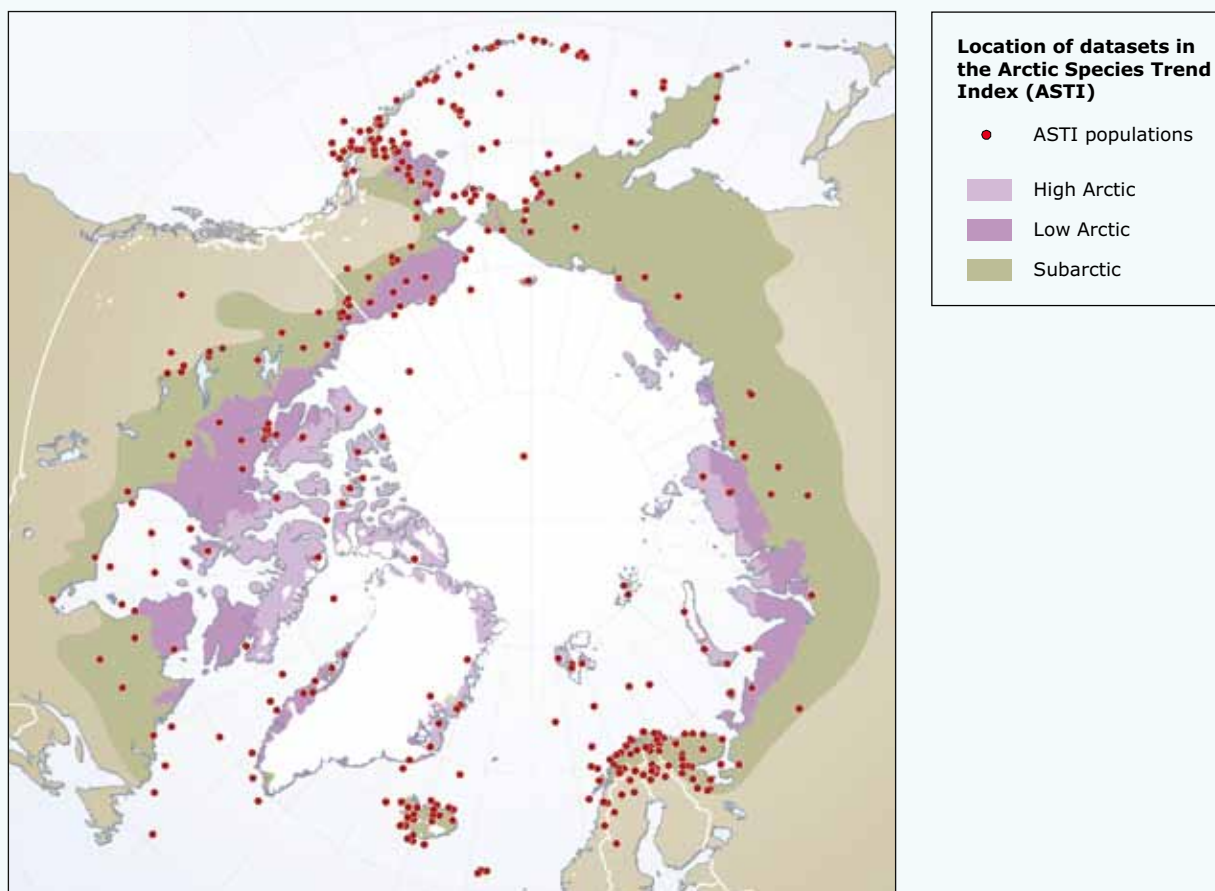 Location of datasets in
the Arctic Species Trend
Index (ASTI)
ASTI populations
High Arctic
Low Arctic
Subarctic